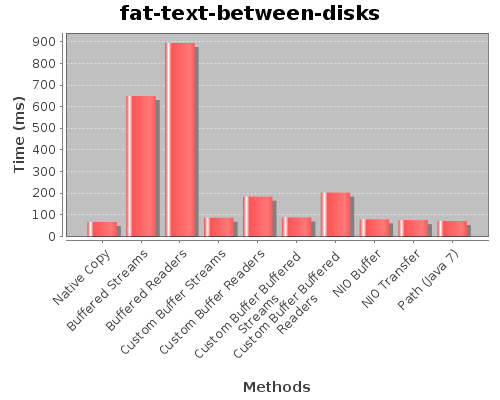 fat-text-between-disks
Time (ms)
900
800
700
600
500
400
300
200
100
0
Native Copy
Buffered Streams
Buffered Readers
Custom Buffer Streams
Custom Buffer Readers
Custom Buffer Buffered
Streams
Custom Buffer Buffered
Readers
NIO Buffer
NIO Transfer
Path (Java 7)
Methods